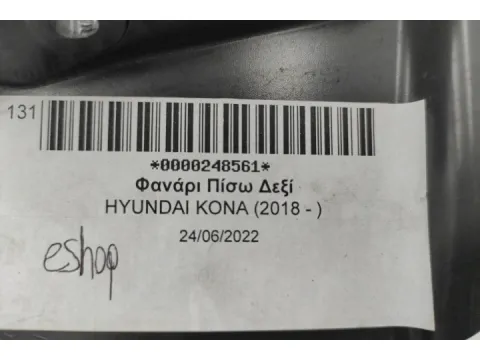 131
*0000248561*
Φανάρι Πίσω Δεξί
HYUNDAI KONA (2018 - )
24/06/2022
eshop